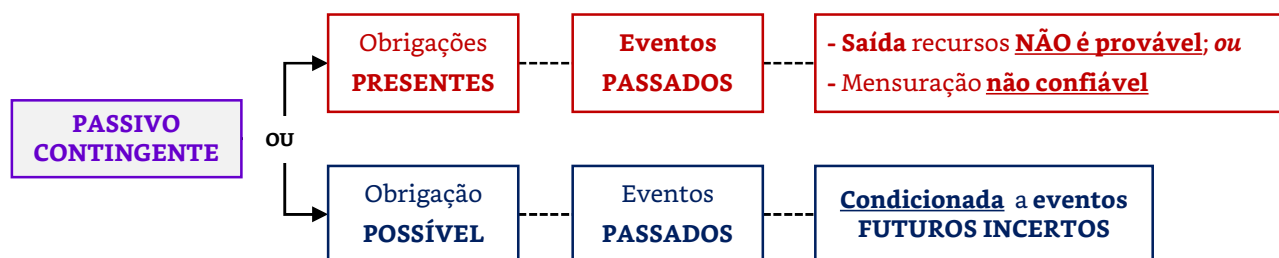 PASSIVO
CONTINGENTE
OU
Obrigações
PRESENTES
Eventos
PASSADOS
- Saída recursos NÃO é provável; ou
- Mensuração não confiável
Obrigação
POSSÍVEL
Eventos
PASSADOS
Condicionada a eventos
FUTUROS INCERTOS